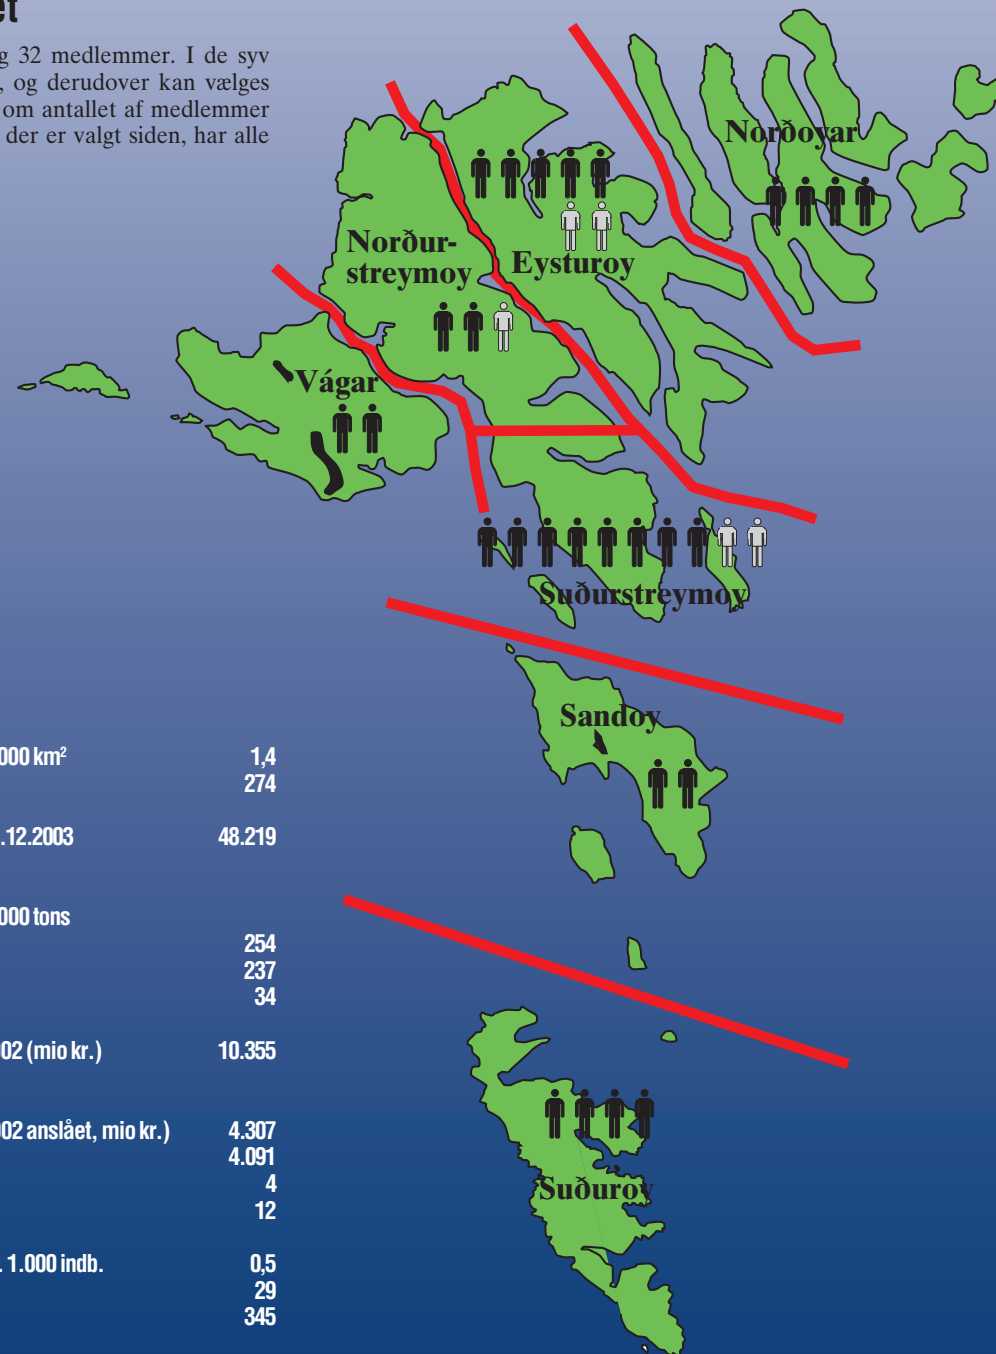 g 32 medlemmer. I de syv
, og derudover kan vælges
om antallet af medlemmer
der er valgt siden, har alle
Norðoyar
Norður-
streymoy
Eysturoy
Vágar
Suðurstreymoy
Sandoy
Suðuroy
000 km² 1,4
274
.12.2003 48.219
000 tons
254
237
34
002 (mio kr.) 10.355
002 anslået, mio kr.) 4.307
4.091
4
12
. 1.000 indb. 0,5
29
345